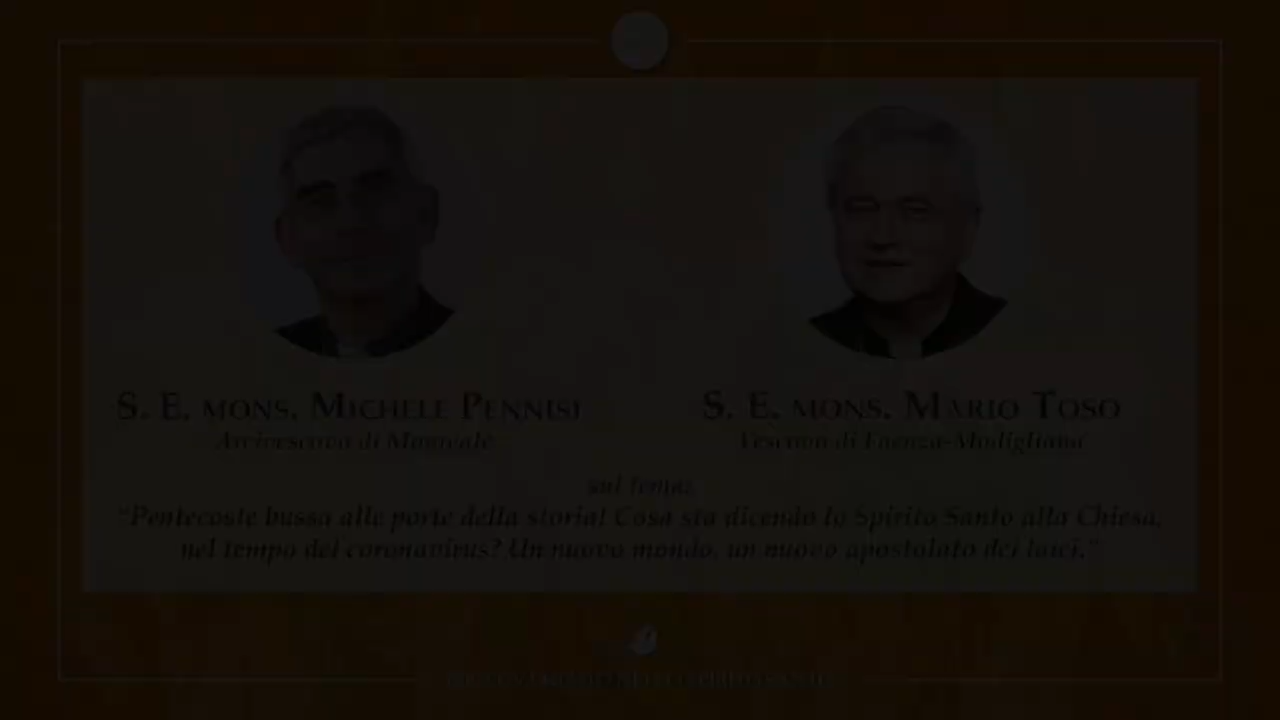 S. E. MONS. MICHELE PENNISI
Arcivescovo di Monreale
S. E. MONS. MARIO TOSO
Vescovo di Faenza-Modigliana
sul tema:
"Pentecoste bussa alle porte della storia! Cosa sta dicendo lo Spirito Santo alla Chiesa,
nel tempo del coronavirus? Un nuovo mondo, un nuovo apostolato dei laici."